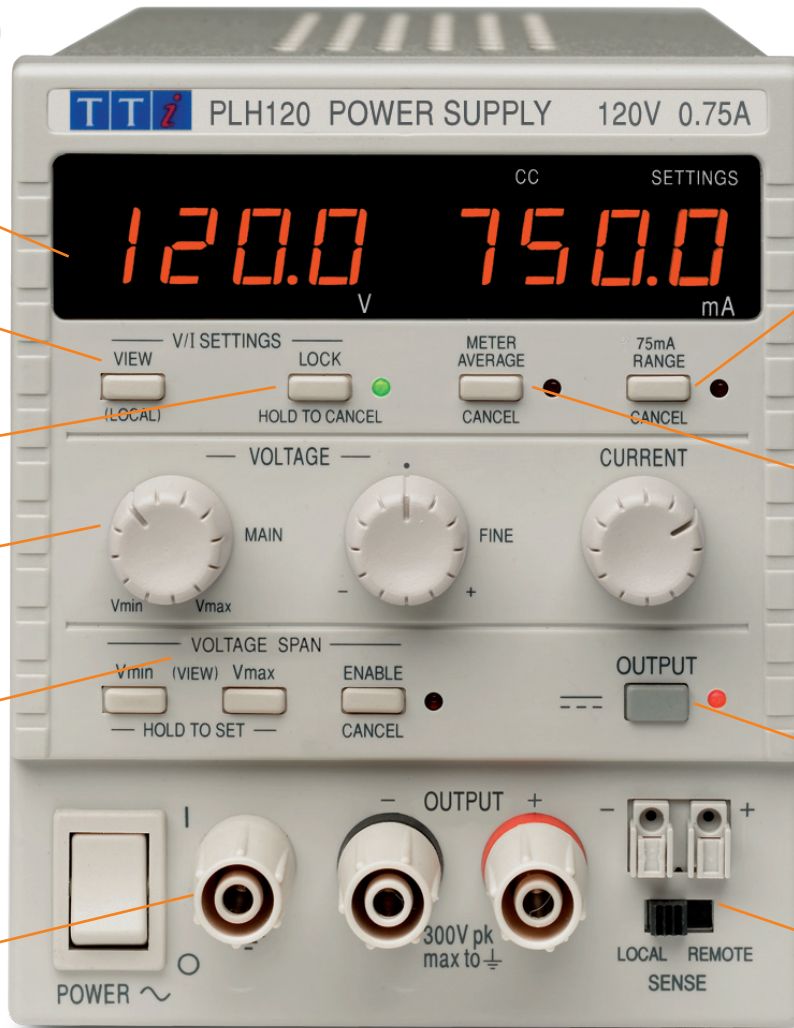 TTi PLH120 POWER SUPPLY 120V 0.75A
CC SETTINGS
120.0 750.0
V mA
V/I SETTINGS
VIEW LOCK METER AVERAGE 75mA RANGE
(LOCAL) HOLD TO CANCEL CANCEL CANCEL
VOLTAGE CURRENT
MAIN - FINE +
Vmin Vmax
VOLTAGE SPAN
Vmin (VIEW) Vmax ENABLE OUTPUT
HOLD TO SET CANCEL
I - OUTPUT + - +
300V pk
max to
LOCAL REMOTE
O
POWER SENSE